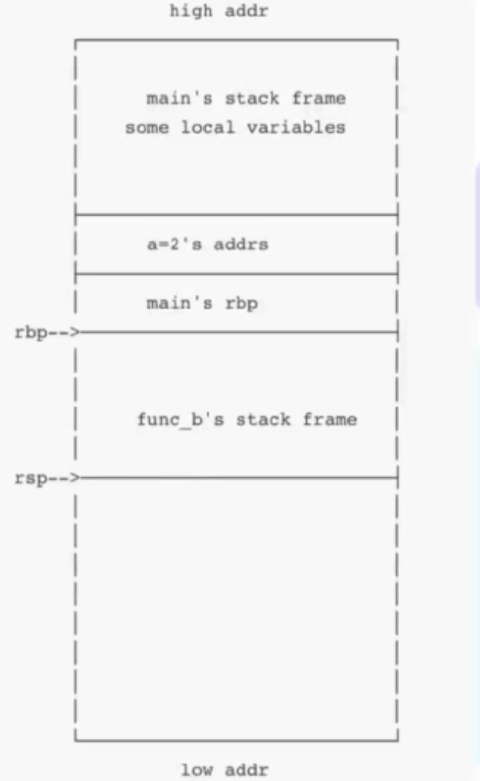 high addr
main's stack frame
some local variables
a=2's addrs
main's rbp
rbp-->
func_b's stack frame
rsp-->
low addr